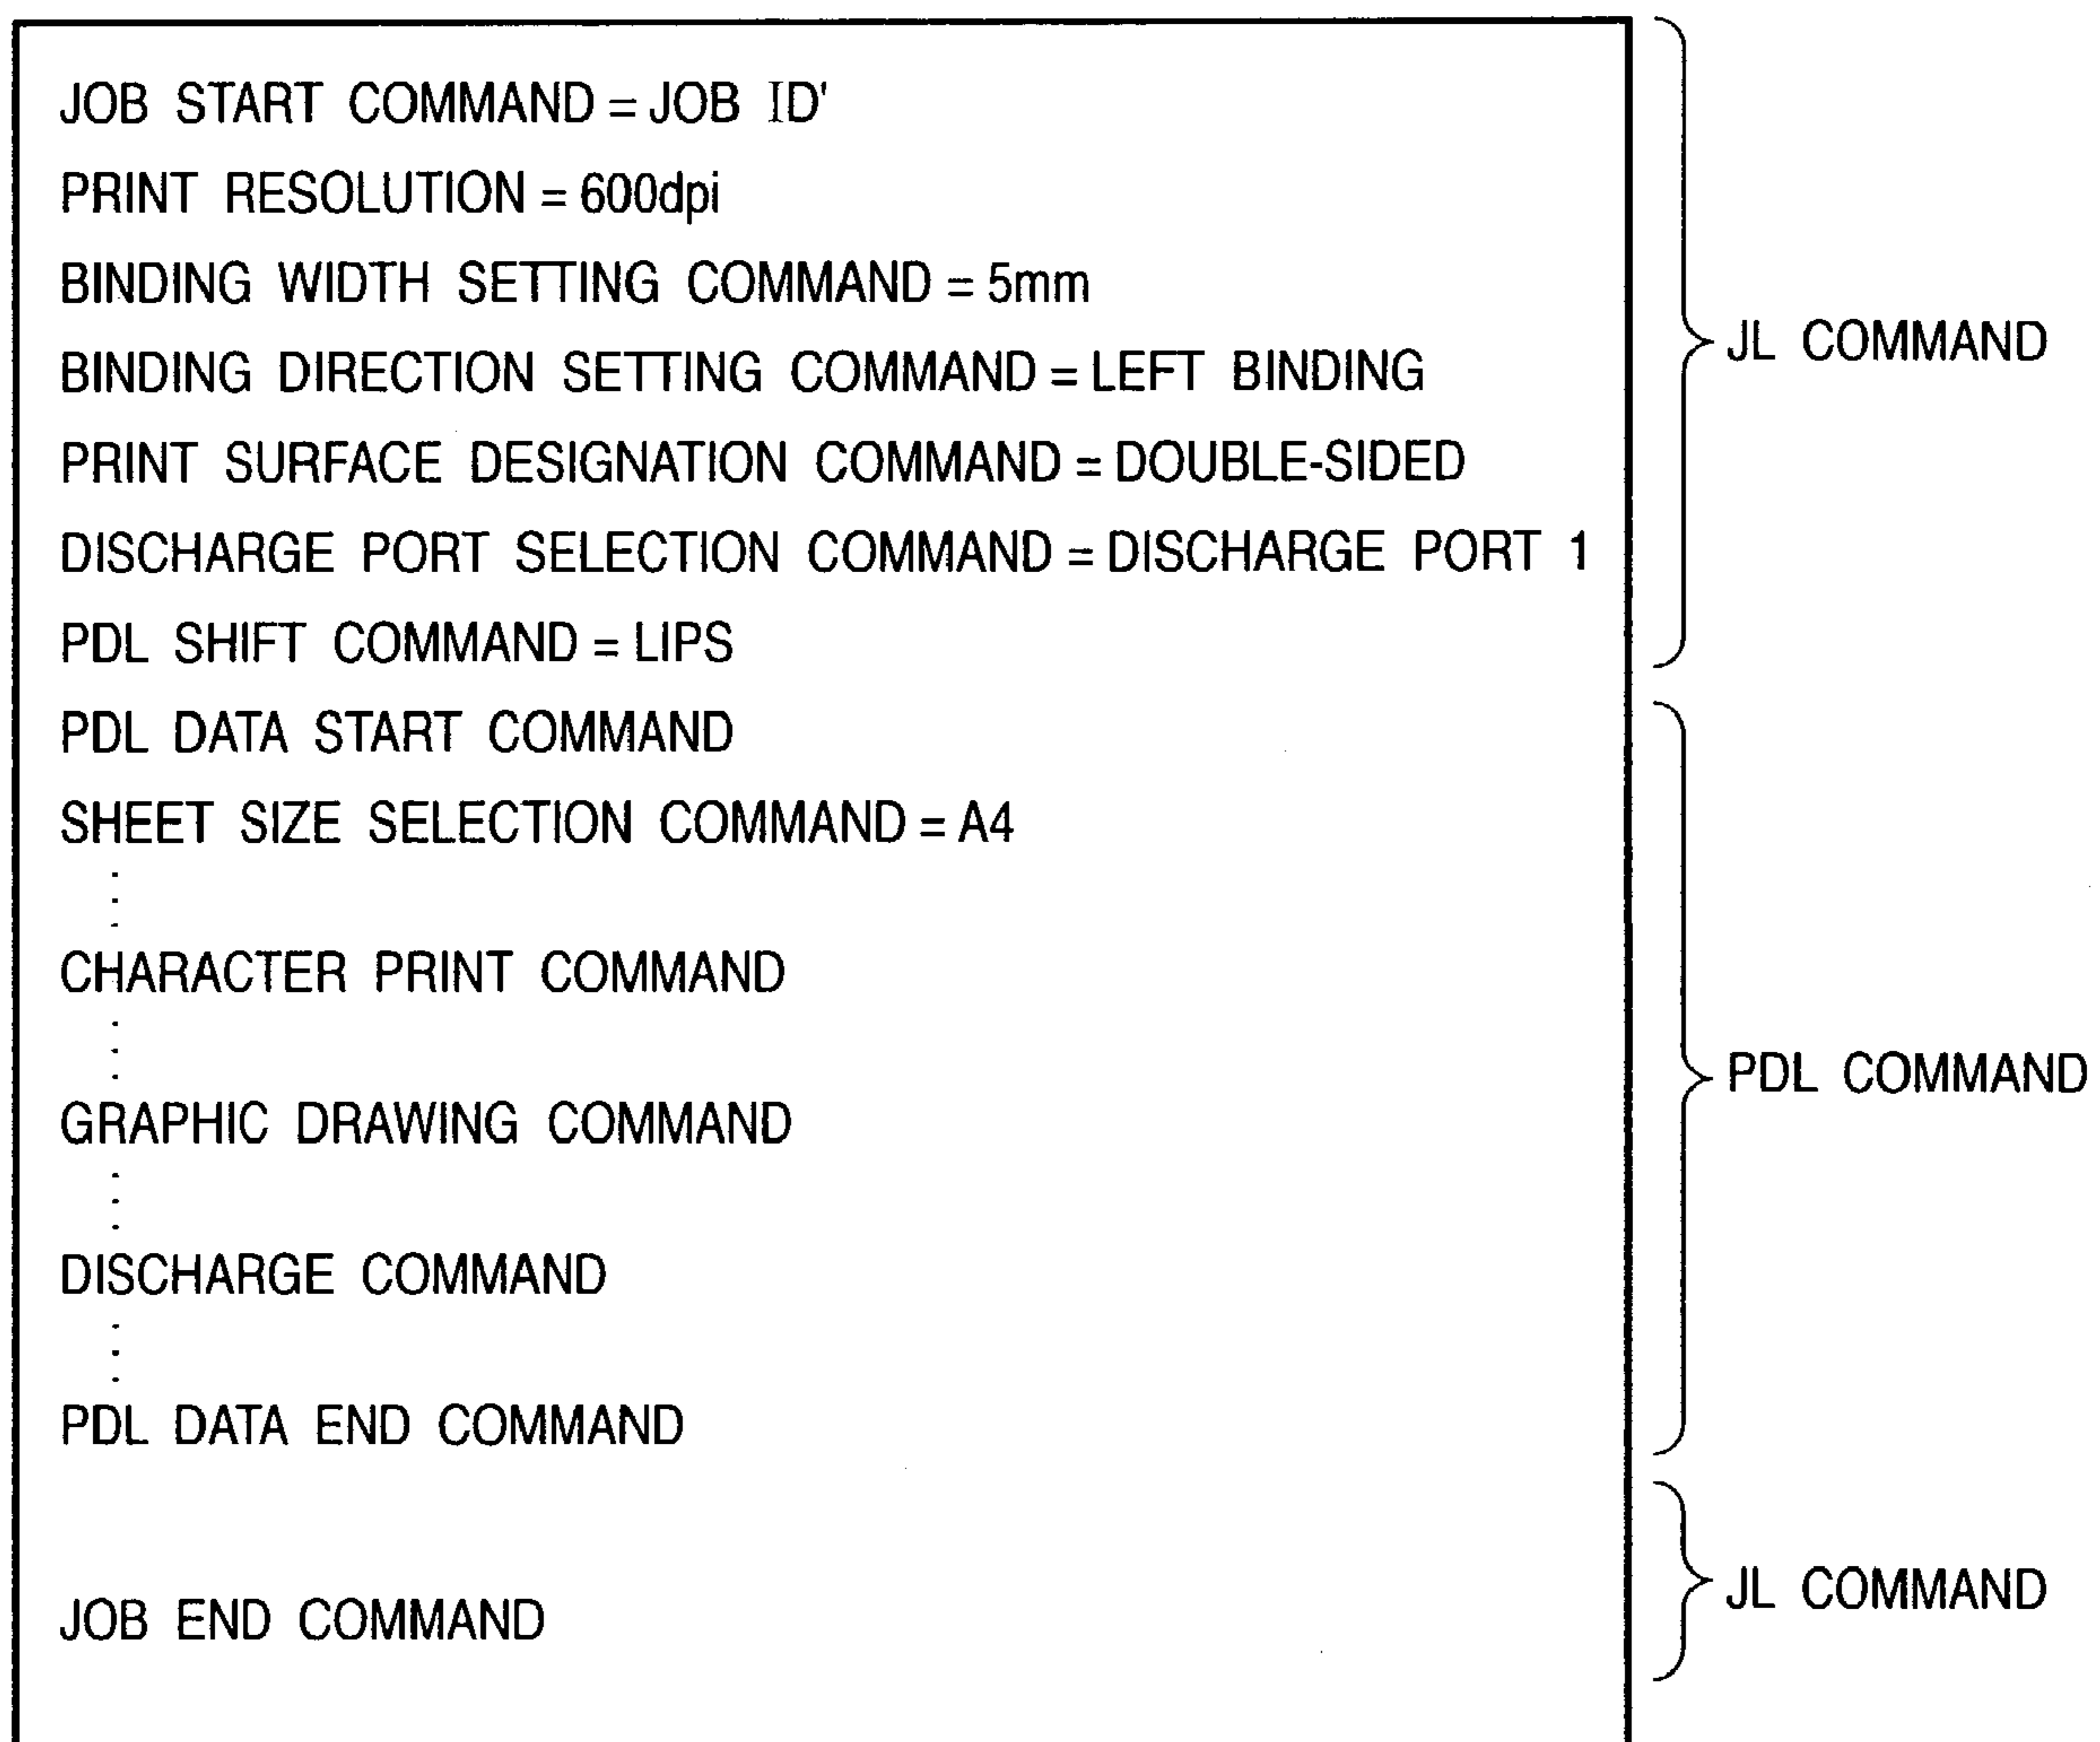 JOB START COMMAND = JOB ID'
PRINT RESOLUTION = 600dpi
BINDING WIDTH SETTING COMMAND = 5mm
BINDING DIRECTION SETTING COMMAND = LEFT BINDING
PRINT SURFACE DESIGNATION COMMAND = DOUBLE-SIDED
DISCHARGE PORT SELECTION COMMAND = DISCHARGE PORT 1
PDL SHIFT COMMAND = LIPS
JL COMMAND
PDL DATA START COMMAND
SHEET SIZE SELECTION COMMAND = A4
CHARACTER PRINT COMMAND
GRAPHIC DRAWING COMMAND
DISCHARGE COMMAND
PDL DATA END COMMAND
PDL COMMAND
JOB END COMMAND
JL COMMAND